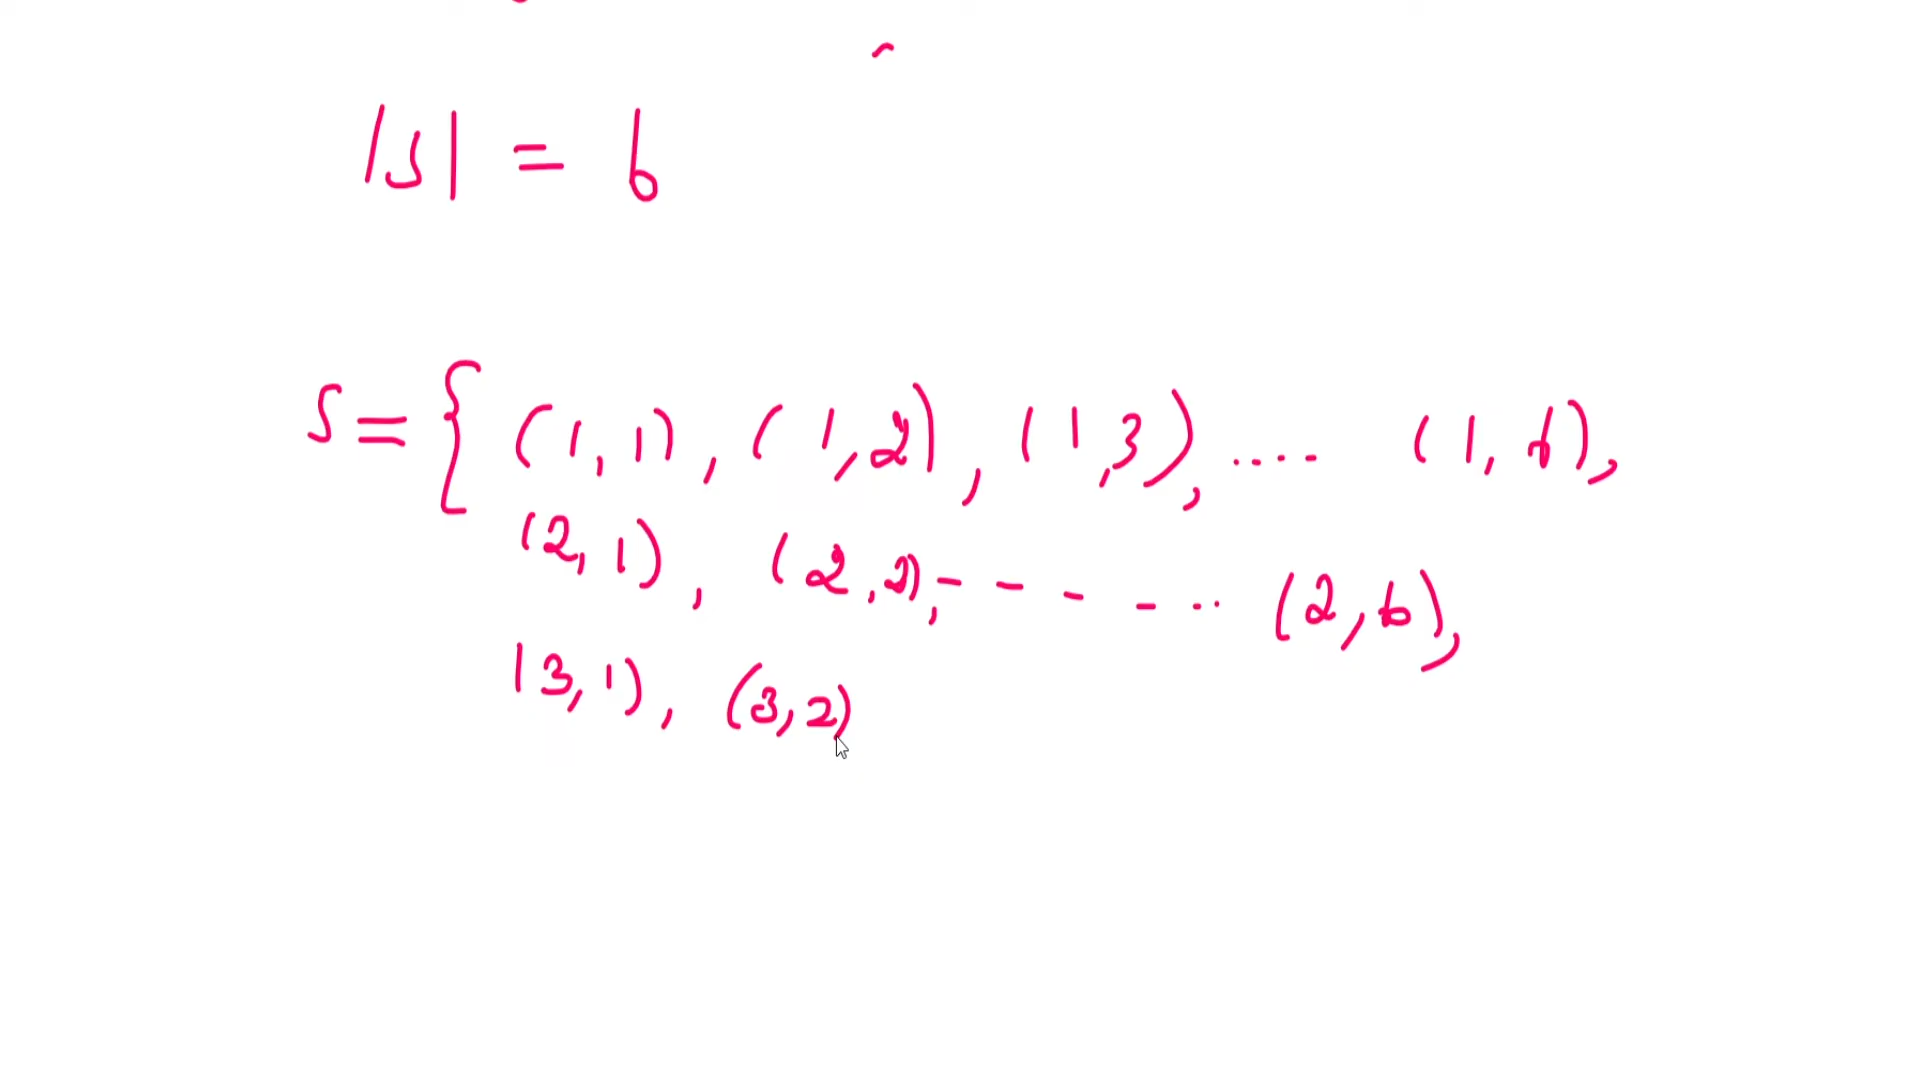 |S| = 6
S = { (1, 1), (1, 2), (1, 3), .... (1, 6),
(2, 1), (2, 2), - - - - -.. (2, 6),
(3, 1), (3, 2)